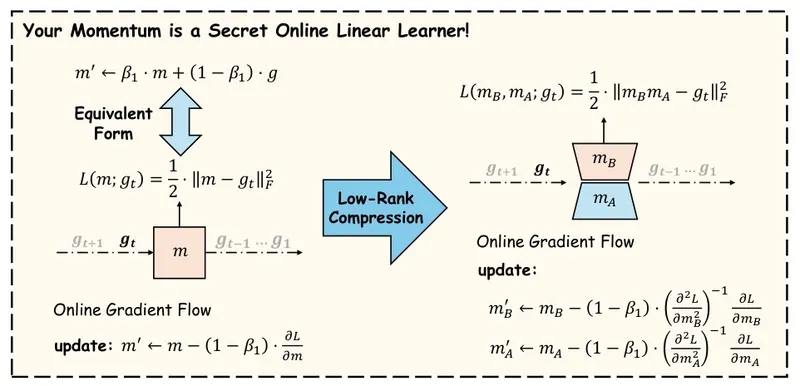 Your Momentum is a Secret Online Linear Learner!
m′ ← β₁ · m + (1 − β₁) · g
Equivalent
Form
L(m; gₜ) = 1/2 · ‖m − gₜ‖²_F
gₜ₊₁ gₜ m gₜ₋₁ ⋯ g₁
Online Gradient Flow
update: m′ ← m − (1 − β₁) · ∂L/∂m
Low-Rank
Compression
L(m_B, m_A; gₜ) = 1/2 · ‖m_B m_A − gₜ‖²_F
gₜ₊₁ gₜ m_B gₜ₋₁ ⋯ g₁
m_A
Online Gradient Flow
update:
m′_B ← m_B − (1 − β₁) · (∂²L/∂m²_B)⁻¹ ∂L/∂m_B
m′_A ← m_A − (1 − β₁) · (∂²L/∂m²_A)⁻¹ ∂L/∂m_A